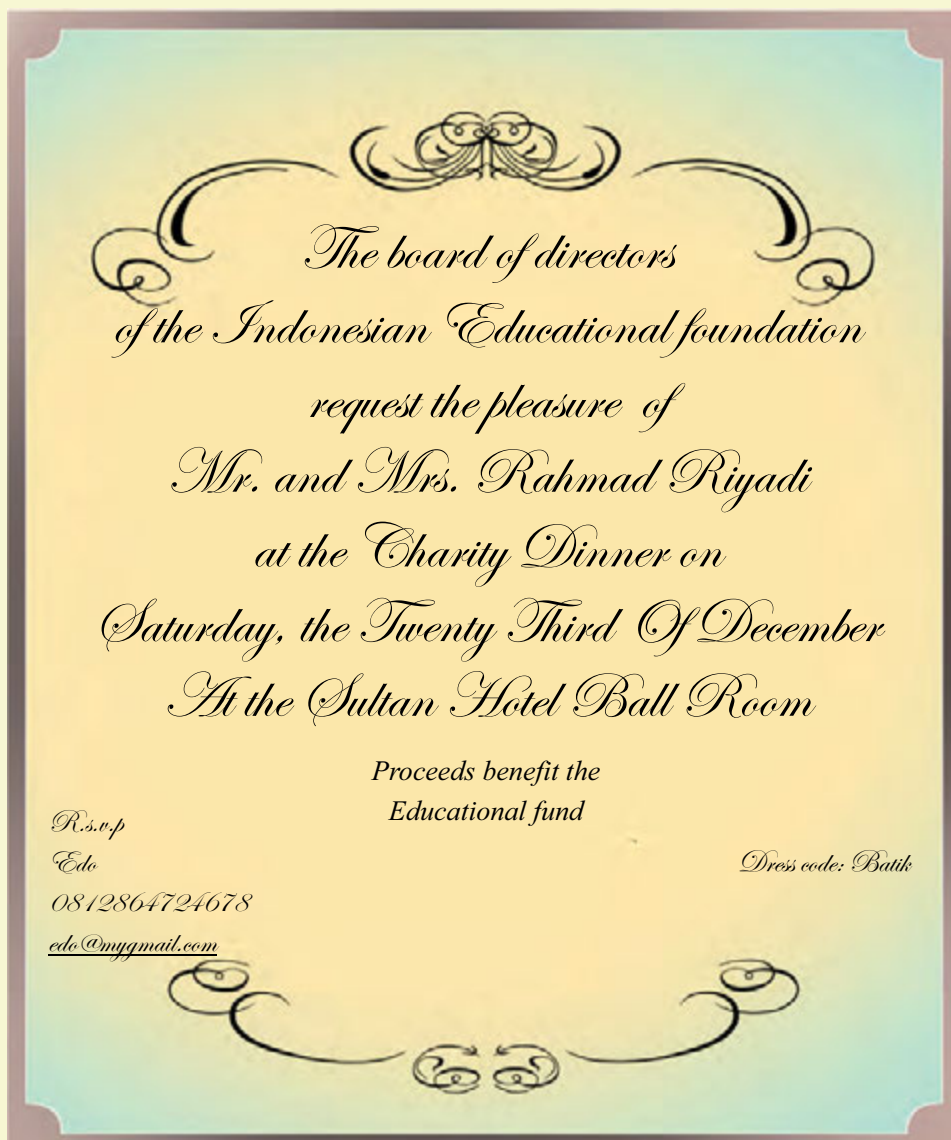 The board of directors
of the Indonesian Educational foundation
request the pleasure of
Mr. and Mrs. Rahmad Riyadi
at the Charity Dinner on
Saturday, the Twenty Third Of December
At the Sultan Hotel Ball Room
Proceeds benefit the
Educational fund
R.s.v.p
Edo
0812864724678
edo@mygmail.com
Dress code: Batik